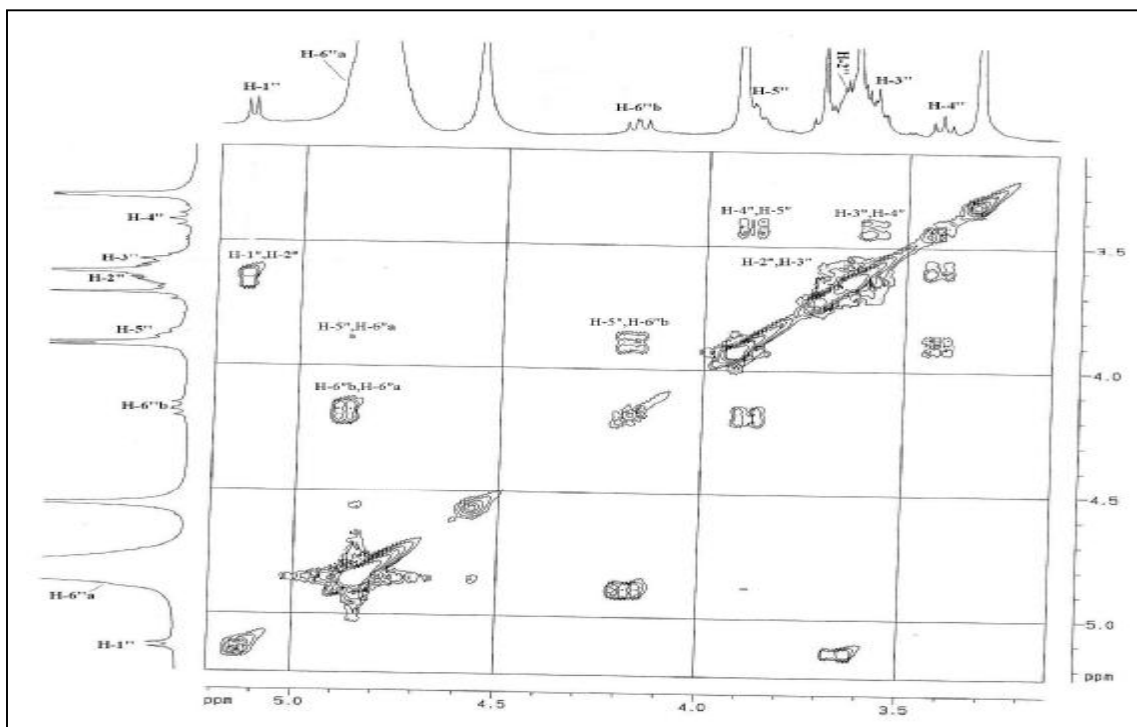 H-6"a
H-1"
H-6"b
H-5"
H-2"
H-3"
H-4"
H-4"
H-3"
H-2"
H-5"
H-6"b
H-6"a
H-1"
H-4",H-5"
H-3",H-4"
H-1",H-2"
H-2",H-3"
H-5",H-6"a
H-5",H-6"b
H-6"b,H-6"a
3.5
4.0
4.5
5.0
ppm
ppm
5.0
4.5
4.0
3.5